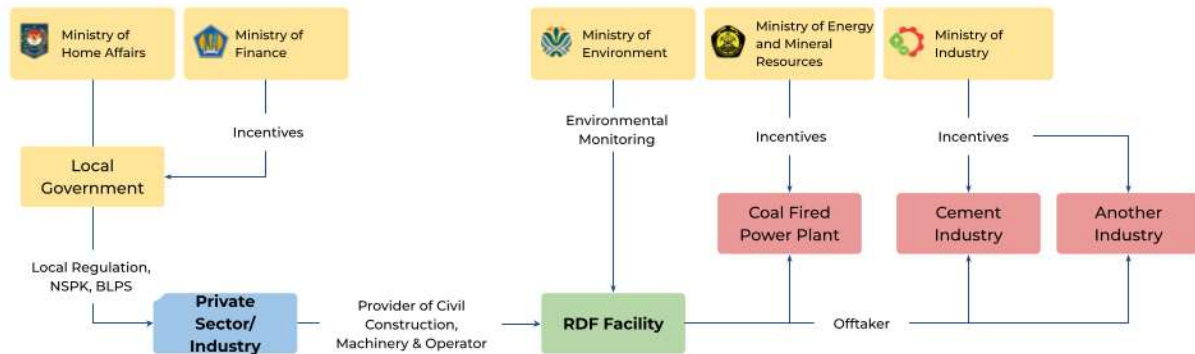 Ministry of
Home Affairs
Ministry of
Finance
Ministry of
Environment
Ministry of Energy
and Mineral
Resources
Ministry of
Industry
Incentives
Environmental
Monitoring
Incentives
Incentives
Local
Government
Coal Fired
Power Plant
Cement
Industry
Another
Industry
Local Regulation,
NSPK, BLPS
Private
Sector/
Industry
Provider of Civil
Construction,
Machinery & Operator
RDF Facility
Offtaker